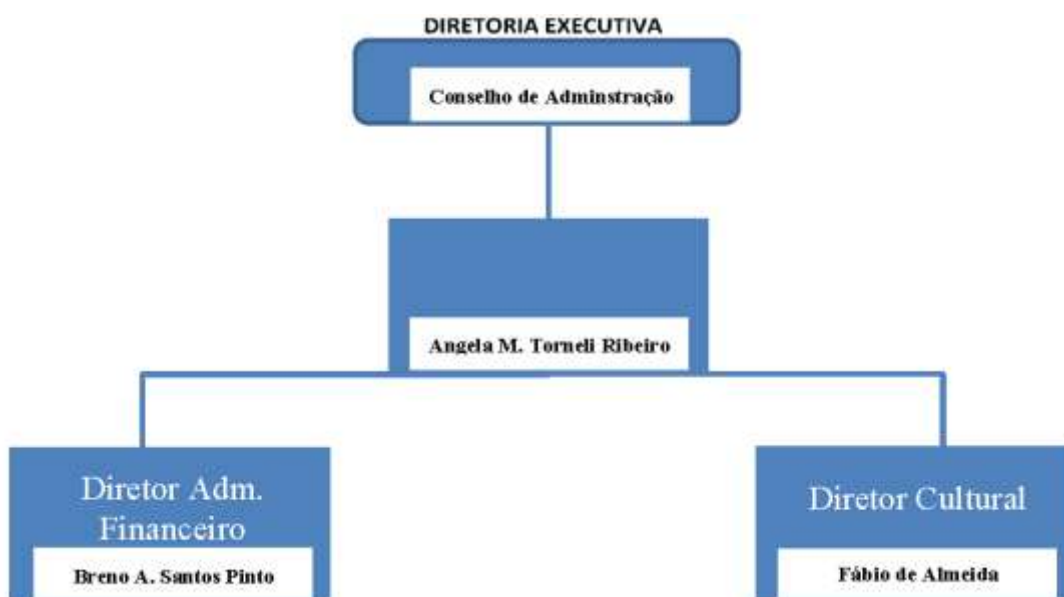 DIRETORIA EXECUTIVA
Conselho de Adminstração
Angela M. Torneli Ribeiro
Diretor Adm.
Financeiro
Breno A. Santos Pinto
Diretor Cultural
Fábio de Almeida